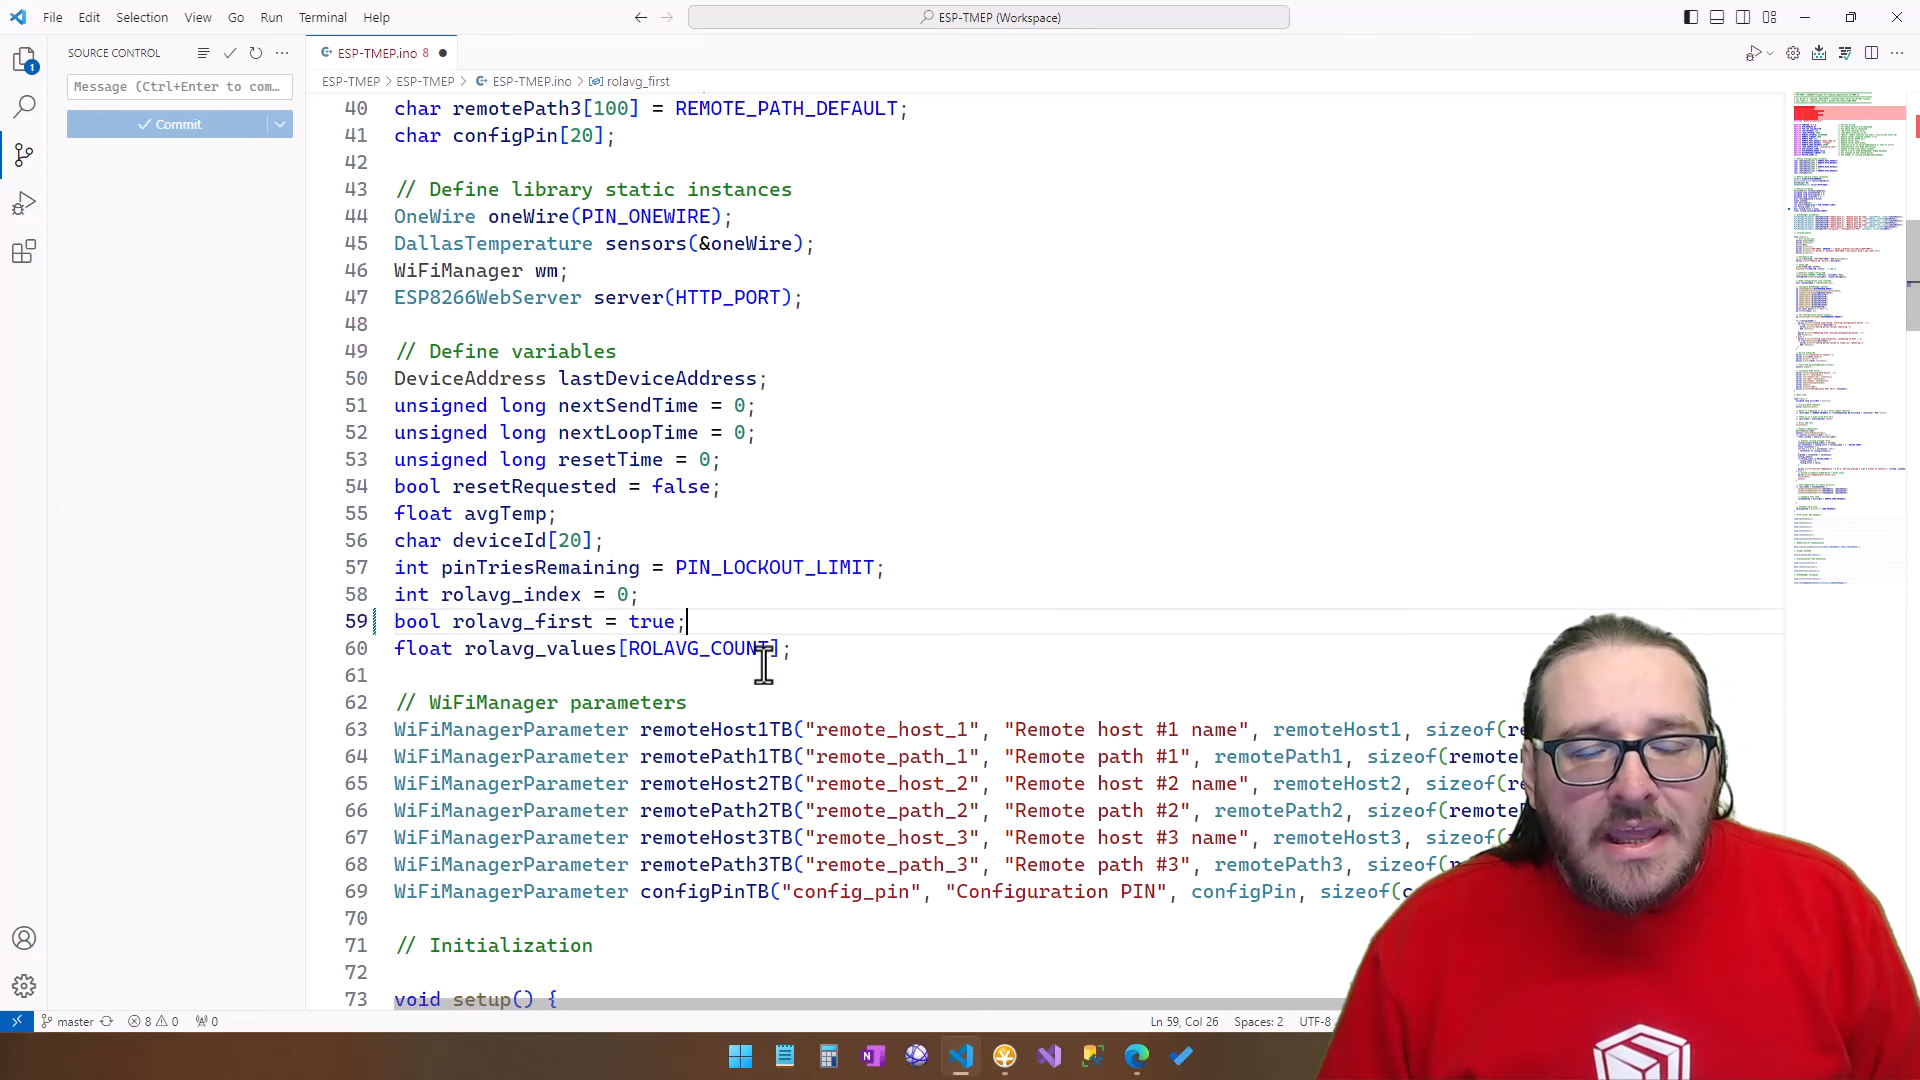 File Edit Selection View Go Run Terminal Help
ESP-TMEP (Workspace)
SOURCE CONTROL
ESP-TMEP.ino 8
ESP-TMEP > ESP-TMEP > ESP-TMEP.ino > rolavg_first
1
Message (Ctrl+Enter to com...
Commit
40 char remotePath3[100] = REMOTE_PATH_DEFAULT;
41 char configPin[20];
42
43 // Define library static instances
44 OneWire oneWire(PIN_ONEWIRE);
45 DallasTemperature sensors(&oneWire);
46 WiFiManager wm;
47 ESP8266WebServer server(HTTP_PORT);
48
49 // Define variables
50 DeviceAddress lastDeviceAddress;
51 unsigned long nextSendTime = 0;
52 unsigned long nextLoopTime = 0;
53 unsigned long resetTime = 0;
54 bool resetRequested = false;
55 float avgTemp;
56 char deviceId[20];
57 int pinTriesRemaining = PIN_LOCKOUT_LIMIT;
58 int rolavg_index = 0;
59 bool rolavg_first = true;
60 float rolavg_values[ROLAVG_COUNT];
61
62 // WiFiManager parameters
63 WiFiManagerParameter remoteHost1TB("remote_host_1", "Remote host #1 name", remoteHost1, sizeof(re
64 WiFiManagerParameter remotePath1TB("remote_path_1", "Remote path #1", remotePath1, sizeof(remoteP
65 WiFiManagerParameter remoteHost2TB("remote_host_2", "Remote host #2 name", remoteHost2, sizeof(re
66 WiFiManagerParameter remotePath2TB("remote_path_2", "Remote path #2", remotePath2, sizeof(remoteP
67 WiFiManagerParameter remoteHost3TB("remote_host_3", "Remote host #3 name", remoteHost3, sizeof(re
68 WiFiManagerParameter remotePath3TB("remote_path_3", "Remote path #3", remotePath3, sizeof(
69 WiFiManagerParameter configPinTB("config_pin", "Configuration PIN", configPin, sizeof(c
70
71 // Initialization
72
73 void setup() {
master 8 0 0 Ln 59, Col 26 Spaces: 2 UTF-8